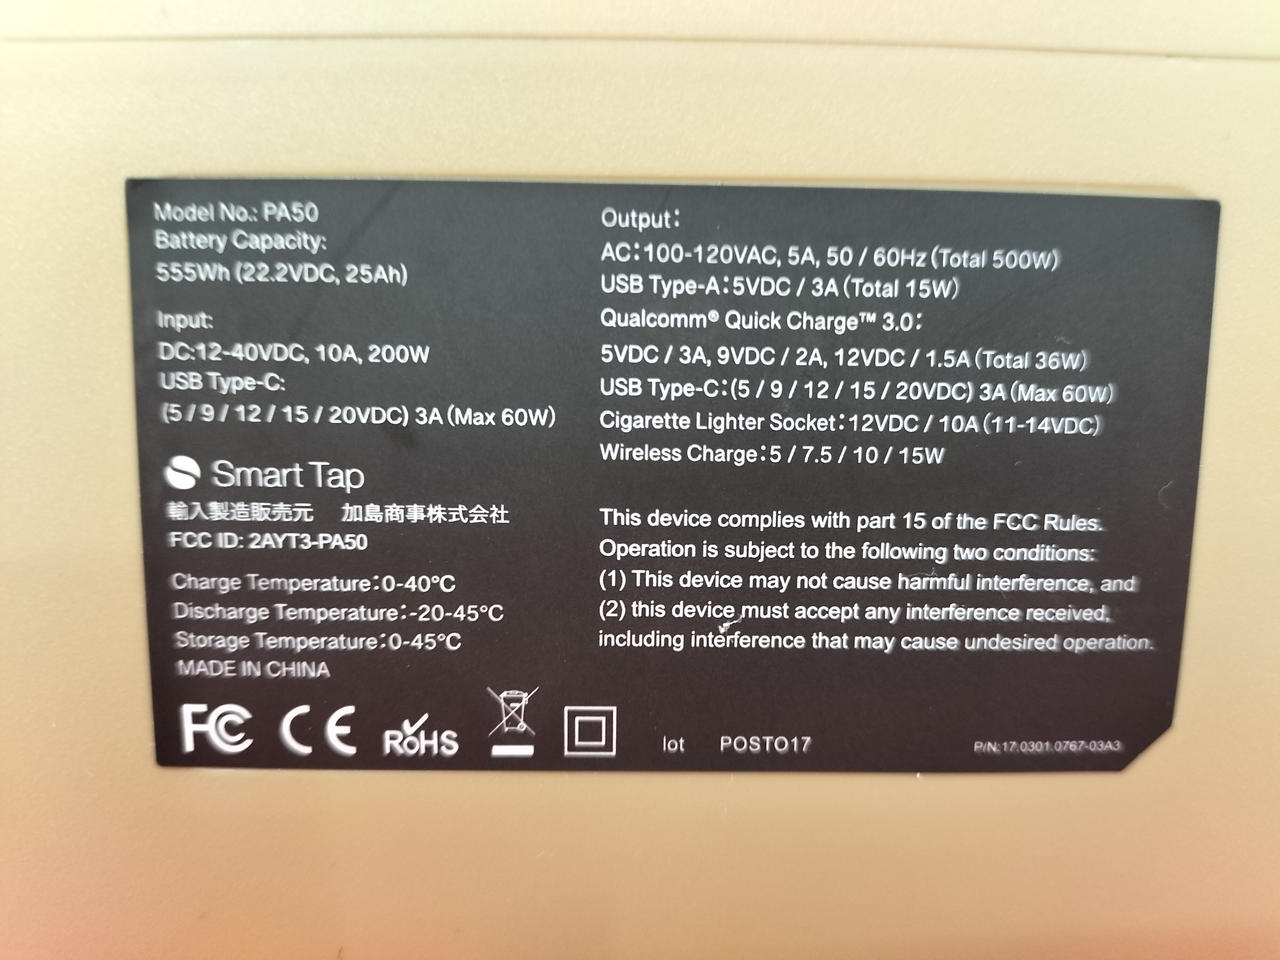 Model No.: PA50
Battery Capacity:
555Wh (22.2VDC, 25Ah)
Input:
DC:12-40VDC, 10A, 200W
USB Type-C:
(5 / 9 / 12 / 15 / 20VDC) 3A (Max 60W)
Smart Tap
輸入製造販売元 加島商事株式会社
FCC ID: 2AYT3-PA50
Charge Temperature:0-40°C
Discharge Temperature:-20-45°C
Storage Temperature:0-45°C
MADE IN CHINA
FC CE RoHS
Output:
AC:100-120VAC, 5A, 50 / 60Hz (Total 500W)
USB Type-A:5VDC / 3A (Total 15W)
Qualcomm® Quick Charge™ 3.0:
5VDC / 3A, 9VDC / 2A, 12VDC / 1.5A (Total 36W)
USB Type-C:(5 / 9 / 12 / 15 / 20VDC) 3A (Max 60W)
Cigarette Lighter Socket:12VDC / 10A (11-14VDC)
Wireless Charge:5 / 7.5 / 10 / 15W
This device complies with part 15 of the FCC Rules.
Operation is subject to the following two conditions:
(1) This device may not cause harmful interference, and
(2) this device must accept any interference received,
including interference that may cause undesired operation.
lot POSTO17
P/N:17.0301.0767-03A3